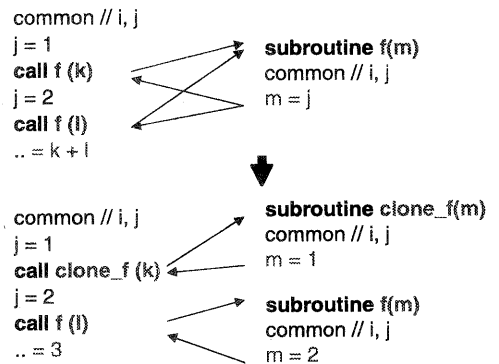 common // i, j
j = 1
call f (k)
j = 2
call f (l)
.. = k + l
subroutine f(m)
common // i, j
m = j
common // i, j
j = 1
call clone_f (k)
j = 2
call f (l)
.. = 3
subroutine clone_f(m)
common // i, j
m = 1
subroutine f(m)
common // i, j
m = 2